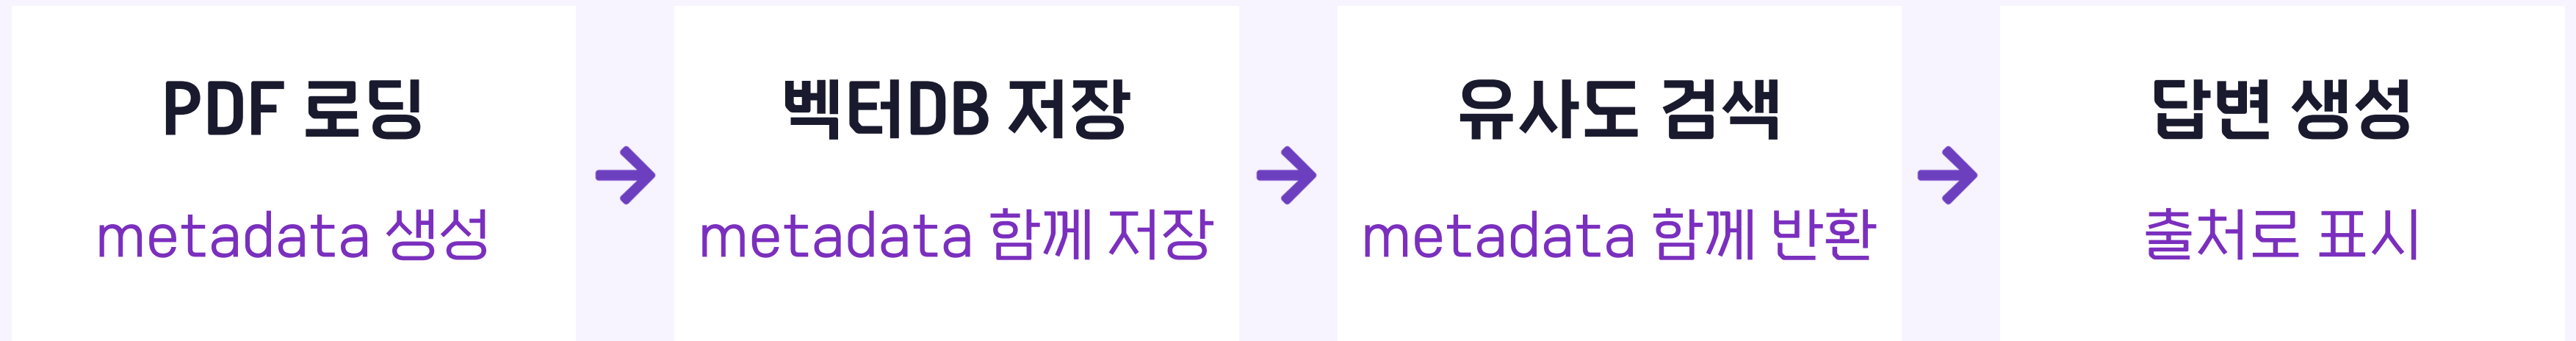 PDF 로딩
metadata 생성
벡터DB 저장
metadata 함께 저장
유사도 검색
metadata 함께 반환
답변 생성
출처로 표시